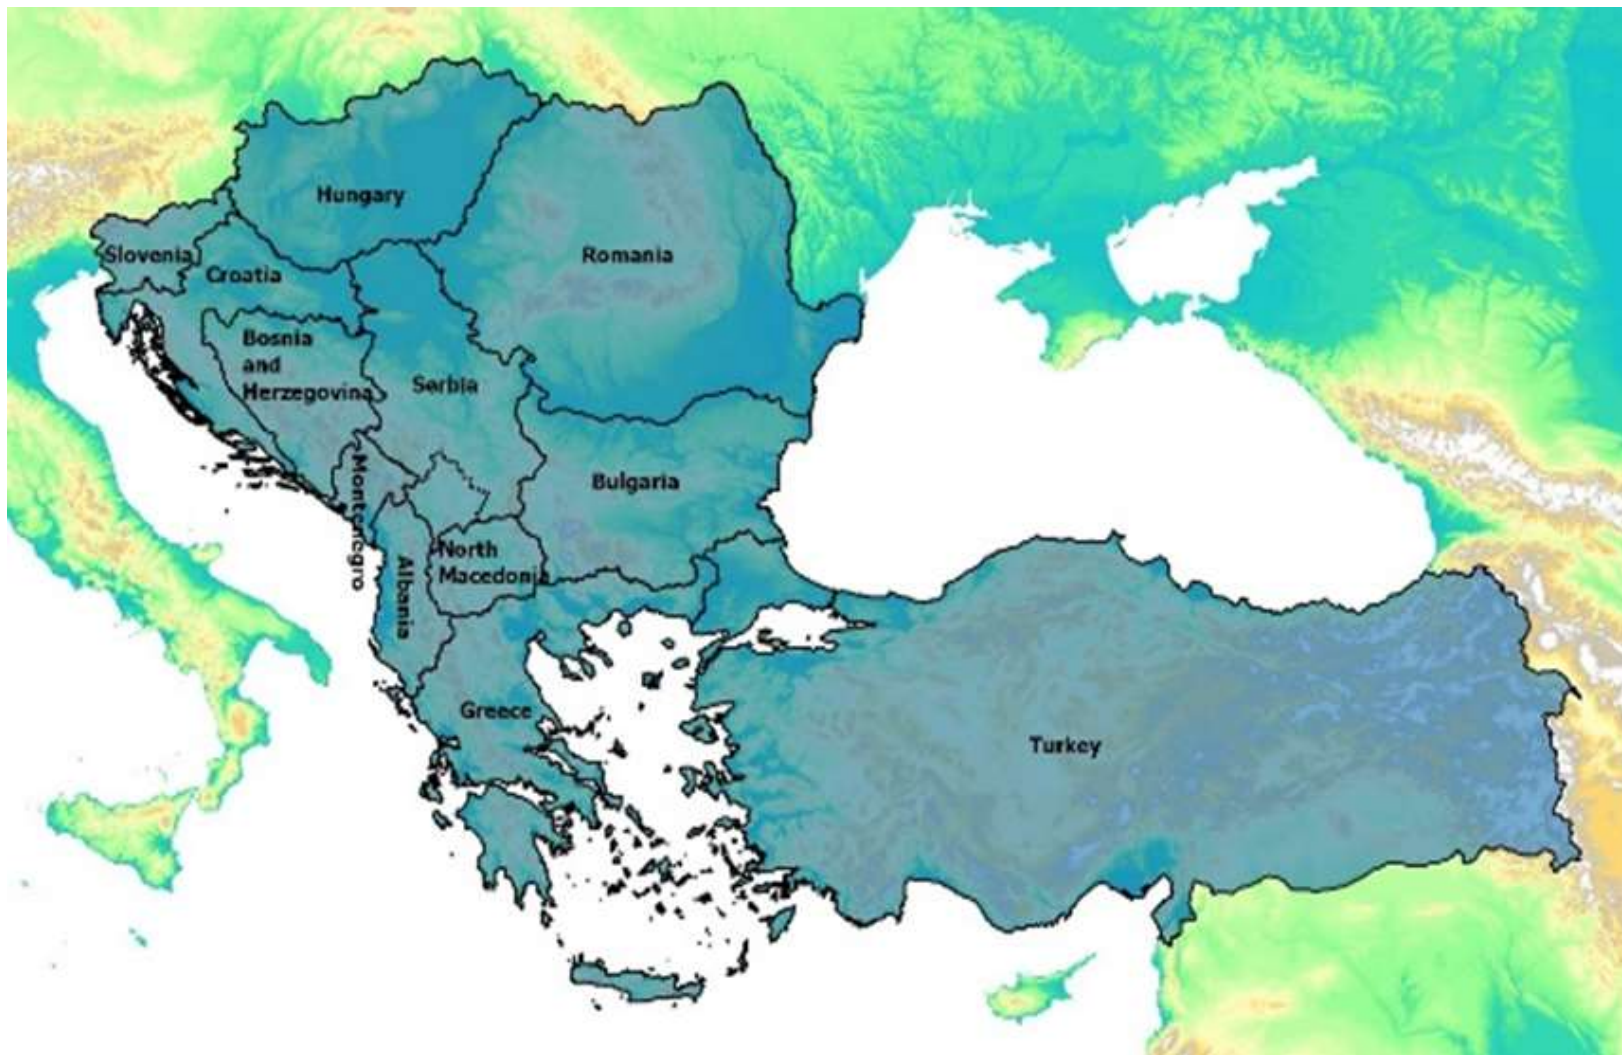 Hungary
Slovenia
Croatia
Romania
Bosnia
and
Herzegovina
Serbia
Montenegro
Bulgaria
North
Macedonia
Albania
Greece
Turkey